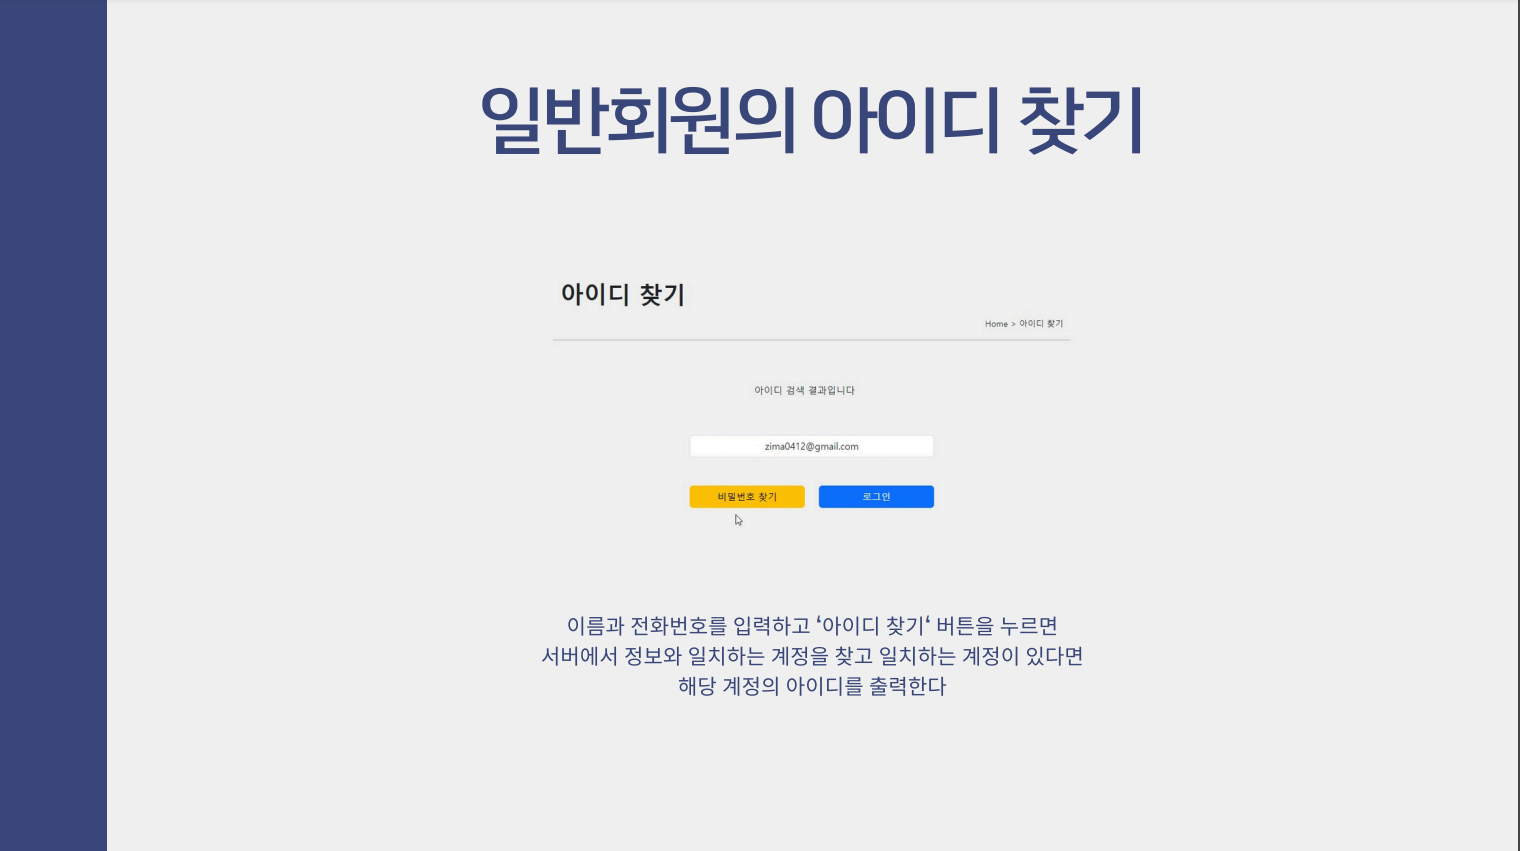 일반회원의 아이디 찾기
아이디 찾기
Home > 아이디 찾기
아이디 검색 결과입니다
zima0412@gmail.com
비밀번호 찾기
로그인
이름과 전화번호를 입력하고 ‘아이디 찾기‘ 버튼을 누르면
서버에서 정보와 일치하는 계정을 찾고 일치하는 계정이 있다면
해당 계정의 아이디를 출력한다